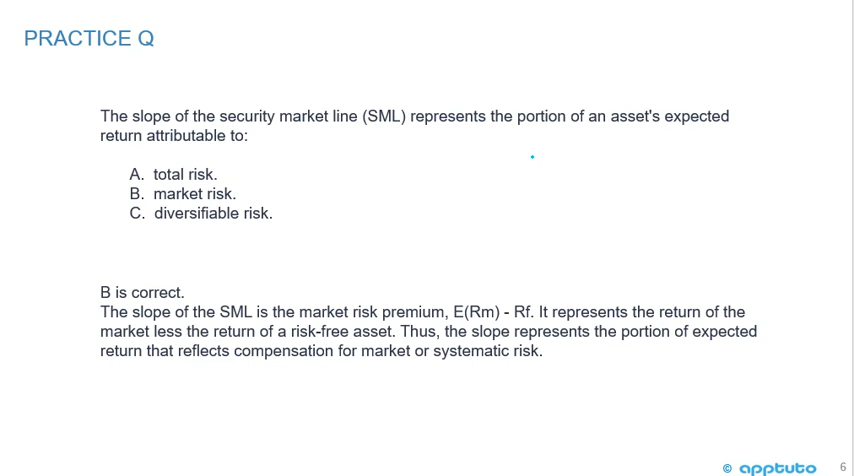 PRACTICE Q
The slope of the security market line (SML) represents the portion of an asset's expected
return attributable to:
A. total risk.
B. market risk.
C. diversifiable risk.
B is correct.
The slope of the SML is the market risk premium, E(Rm) - Rf. It represents the return of the
market less the return of a risk-free asset. Thus, the slope represents the portion of expected
return that reflects compensation for market or systematic risk.
© apptuto 6